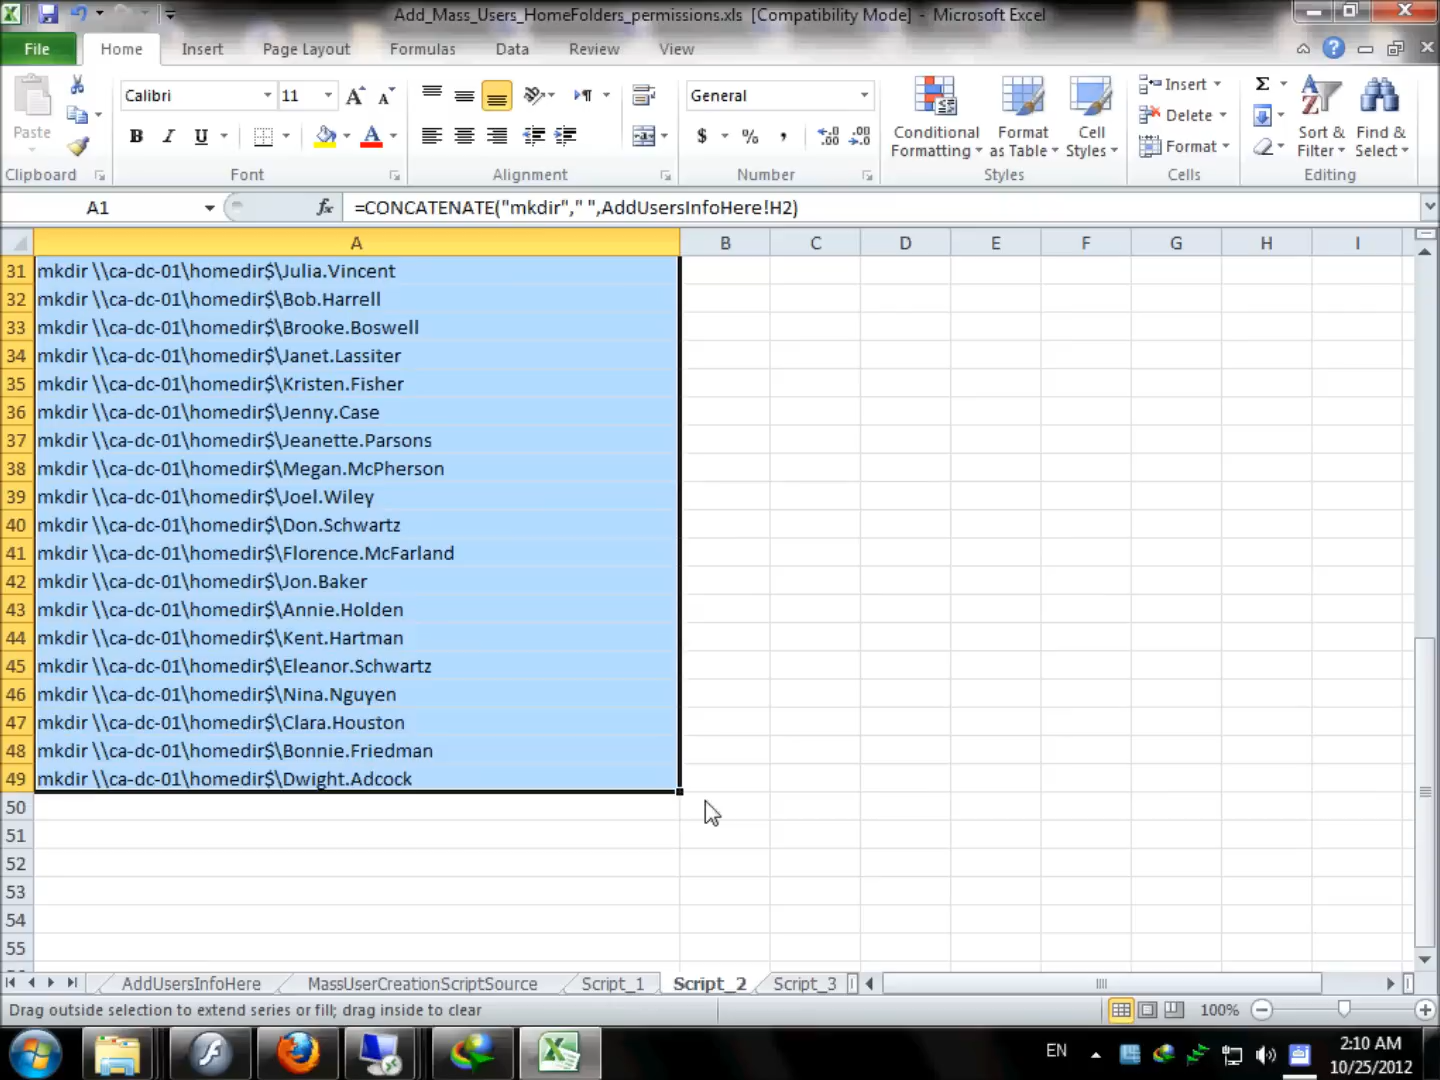 Add_Mass_Users_HomeFolders_permissions.xls [Compatibility Mode] - Microsoft Excel
File Home Insert Page Layout Formulas Data Review View
Paste
Calibri 11
B I U A
General
$ % ,
Conditional Formatting
Format as Table
Cell Styles
Insert
Delete
Format
Sort & Filter
Find & Select
Clipboard Font Alignment Number Styles Cells Editing
A1 fx =CONCATENATE("mkdir"," ",AddUsersInfoHere!H2)
A B C D E F G H I
31 mkdir \\ca-dc-01\homedir$\Julia.Vincent
32 mkdir \\ca-dc-01\homedir$\Bob.Harrell
33 mkdir \\ca-dc-01\homedir$\Brooke.Boswell
34 mkdir \\ca-dc-01\homedir$\Janet.Lassiter
35 mkdir \\ca-dc-01\homedir$\Kristen.Fisher
36 mkdir \\ca-dc-01\homedir$\Jenny.Case
37 mkdir \\ca-dc-01\homedir$\Jeanette.Parsons
38 mkdir \\ca-dc-01\homedir$\Megan.McPherson
39 mkdir \\ca-dc-01\homedir$\Joel.Wiley
40 mkdir \\ca-dc-01\homedir$\Don.Schwartz
41 mkdir \\ca-dc-01\homedir$\Florence.McFarland
42 mkdir \\ca-dc-01\homedir$\Jon.Baker
43 mkdir \\ca-dc-01\homedir$\Annie.Holden
44 mkdir \\ca-dc-01\homedir$\Kent.Hartman
45 mkdir \\ca-dc-01\homedir$\Eleanor.Schwartz
46 mkdir \\ca-dc-01\homedir$\Nina.Nguyen
47 mkdir \\ca-dc-01\homedir$\Clara.Houston
48 mkdir \\ca-dc-01\homedir$\Bonnie.Friedman
49 mkdir \\ca-dc-01\homedir$\Dwight.Adcock
50
51
52
53
54
55
AddUsersInfoHere MassUserCreationScriptSource Script_1 Script_2 Script_3
Drag outside selection to extend series or fill; drag inside to clear 100%
EN 2:10 AM
10/25/2012